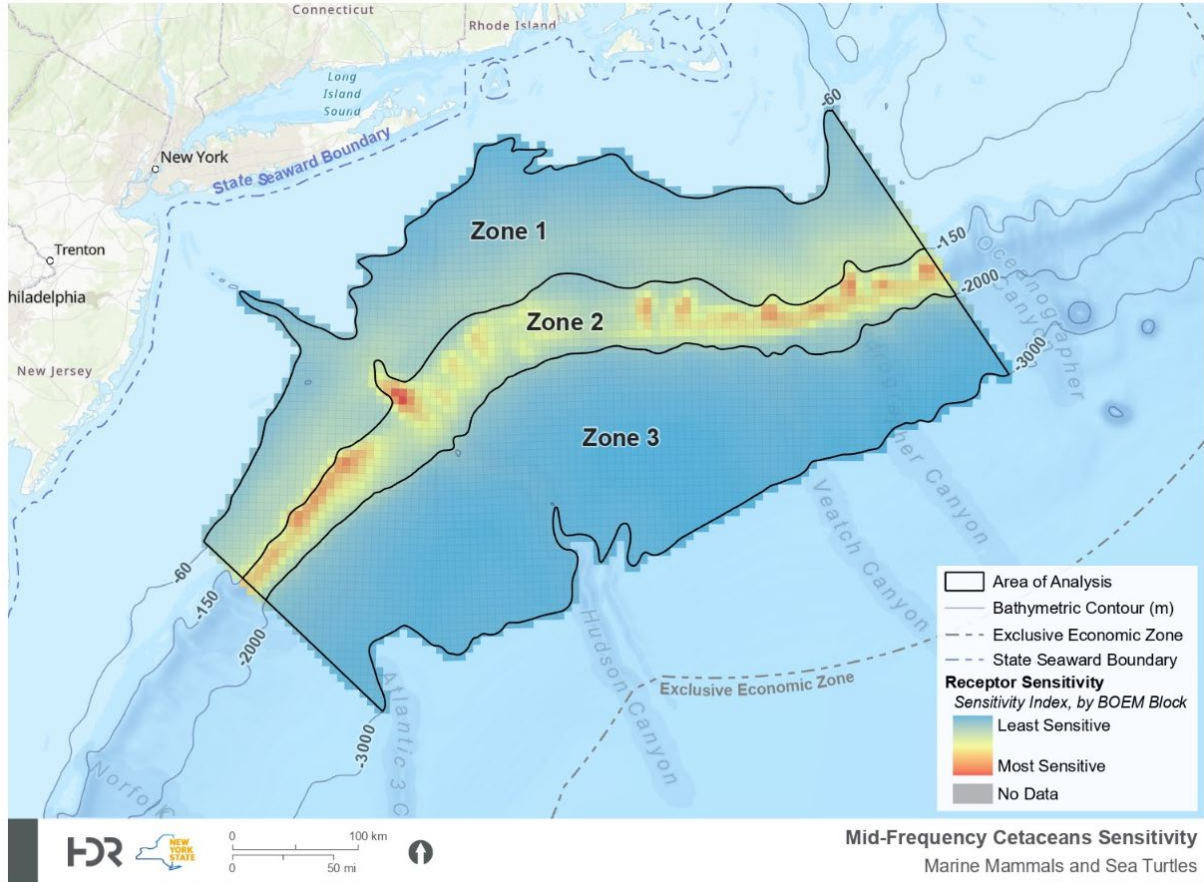 Connecticut
Rhode Island
Long
Island
Sound
New York
State Seaward Boundary
Trenton
hiladelphia
New Jersey
-60
-150
-2000
-3000
Oceanographer
Canyon
Zone 1
Zone 2
Zone 3
-60
-150
-2000
-3000
Norfolk
Atlantic 3 C
Hudson Canyon
Veatch Canyon
her Canyon
Exclusive Economic Zone
Area of Analysis
Bathymetric Contour (m)
Exclusive Economic Zone
State Seaward Boundary
Receptor Sensitivity
Sensitivity Index, by BOEM Block
Least Sensitive
Most Sensitive
No Data
HDR
NEW
YORK
STATE
0 100 km
0 50 mi
Mid-Frequency Cetaceans Sensitivity
Marine Mammals and Sea Turtles